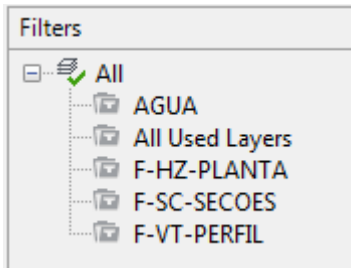 Filters
All
AGUA
All Used Layers
F-HZ-PLANTA
F-SC-SECOES
F-VT-PERFIL